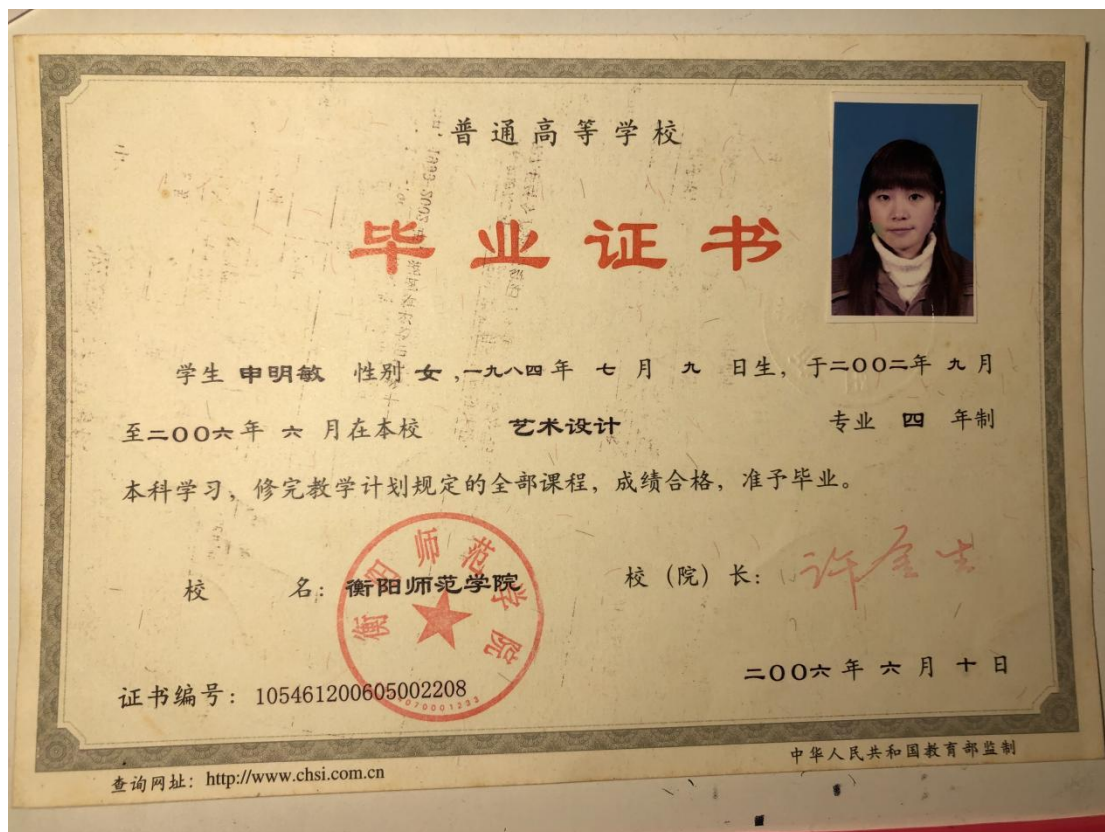 普通高等学校
毕业证书
学生 申明敏 性别 女 ,一九八四年 七 月 九 日生，于二〇〇二年 九 月
至二〇〇六年 六 月在本校 艺术设计 专业 四 年制
本科学习，修完教学计划规定的全部课程，成绩合格，准予毕业。
校 名：衡阳师范学院 校（院）长：
衡阳师范学院
二〇〇六 年 六 月 十 日
证书编号：105461200605002208
中华人民共和国教育部监制
查询网址：http://www.chsi.com.cn